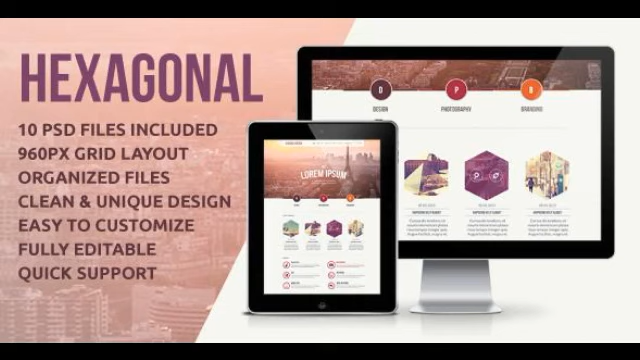 HEXAGONAL
10 PSD FILES INCLUDED
960PX GRID LAYOUT
ORGANIZED FILES
CLEAN & UNIQUE DESIGN
EASY TO CUSTOMIZE
FULLY EDITABLE
QUICK SUPPORT
D P B
DESIGN PHOTOGRAPHY BRANDING
LOREM IPSUM